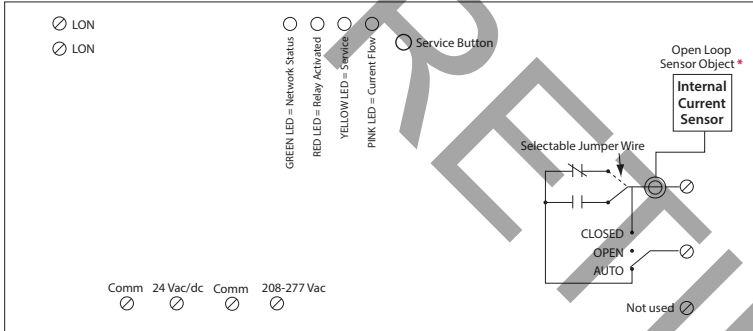 LON
LON
GREEN LED = Network Status
RED LED = Relay Activated
YELLOW LED = Service
PINK LED = Current Flow
Service Button
Open Loop
Sensor Object *
Internal
Current
Sensor
Selectable Jumper Wire
CLOSED
OPEN
AUTO
Comm 24 Vac/dc Comm 208-277 Vac
Not used
RETI